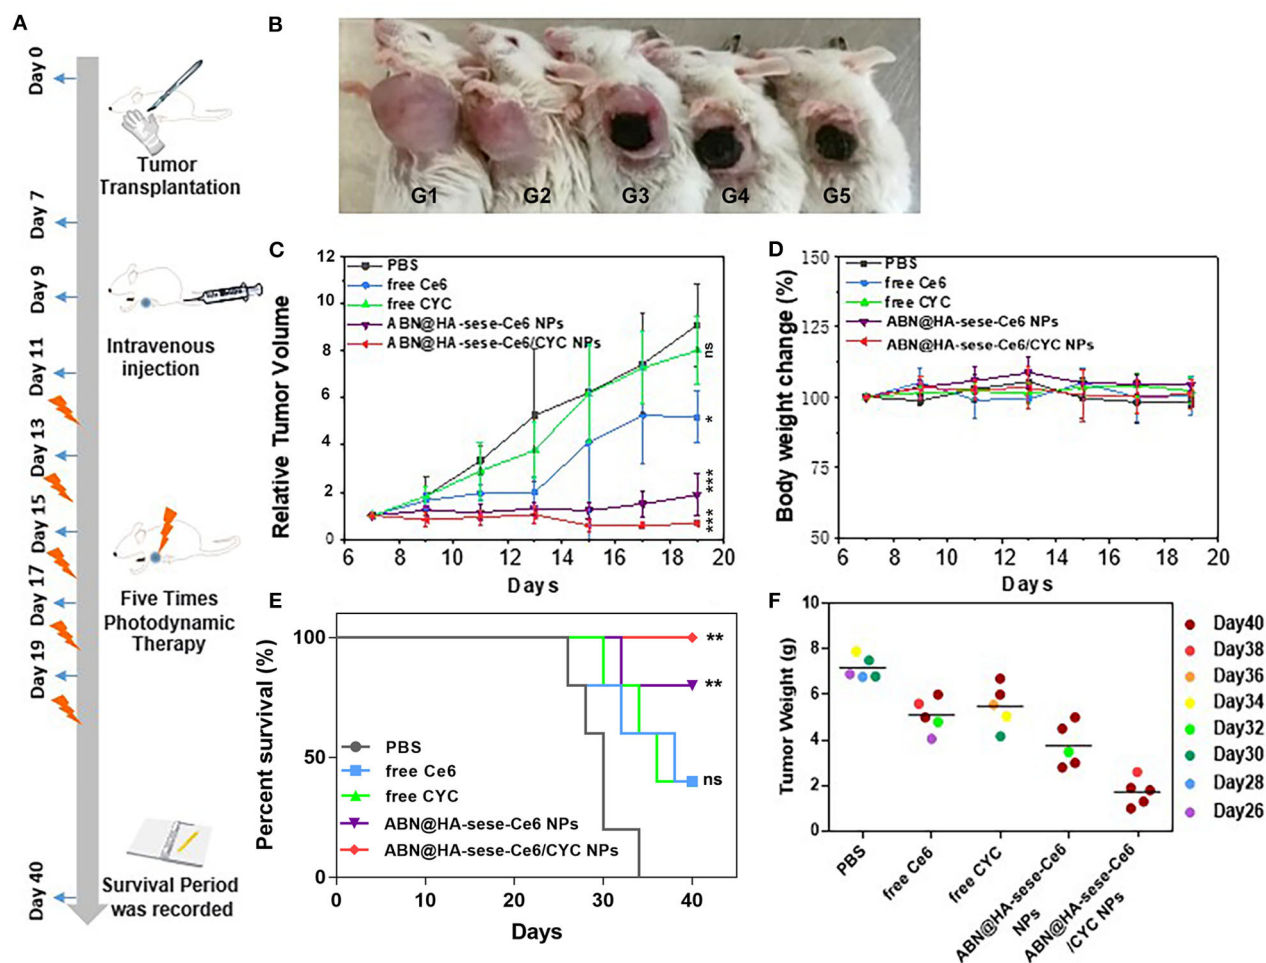 A
Day 0
Tumor
Transplantation
Day 7
Day 9
Intravenous
injection
Day 11
Day 13
Day 15
Day 17
Five Times
Photodynamic
Therapy
Day 19
Survival Period
was recorded
Day 40
B
G1
G2
G3
G4
G5
C
12
10
8
6
4
2
0
Relative Tumor Volume
PBS
free Ce6
free CYC
ABN@HA-sese-Ce6 NPs
ABN@HA-sese-Ce6/CYC NPs
ns
*
***
***
6
8
10
12
14
16
18
20
Days
D
150
125
100
75
50
Body weight change (%)
PBS
free Ce6
free CYC
ABN@HA-sese-Ce6 NPs
ABN@HA-sese-Ce6/CYC NPs
6
8
10
12
14
16
18
20
Days
E
100
50
0
Percent survival (%)
**
**
ns
PBS
free Ce6
free CYC
ABN@HA-sese-Ce6 NPs
ABN@HA-sese-Ce6/CYC NPs
0
10
20
30
40
Days
F
10
8
6
4
2
0
Tumor Weight (g)
PBS
free Ce6
free CYC
ABN@HA-sese-Ce6
NPs
ABN@HA-sese-Ce6
/CYC NPs
Day40
Day38
Day36
Day34
Day32
Day30
Day28
Day26